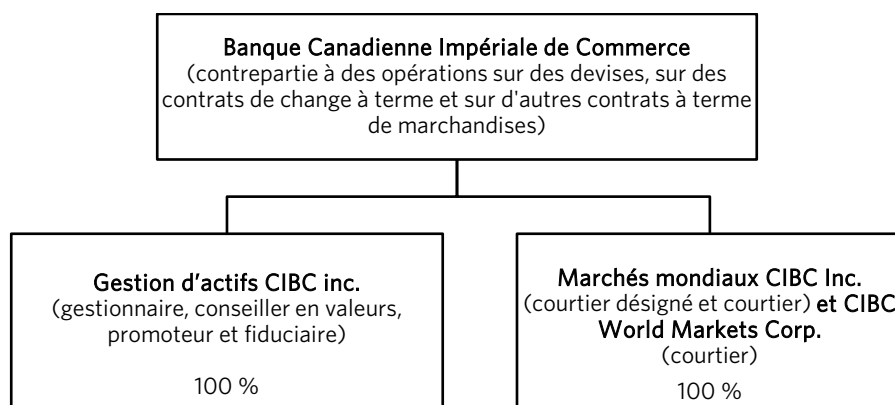 Banque Canadienne Impériale de Commerce
(contrepartie à des opérations sur des devises, sur des
contrats de change à terme et sur d'autres contrats à terme
de marchandises)
Gestion d’actifs CIBC inc.
(gestionnaire, conseiller en valeurs,
promoteur et fiduciaire)
100 %
Marchés mondiaux CIBC Inc.
(courtier désigné et courtier) et CIBC
World Markets Corp.
(courtier)
100 %